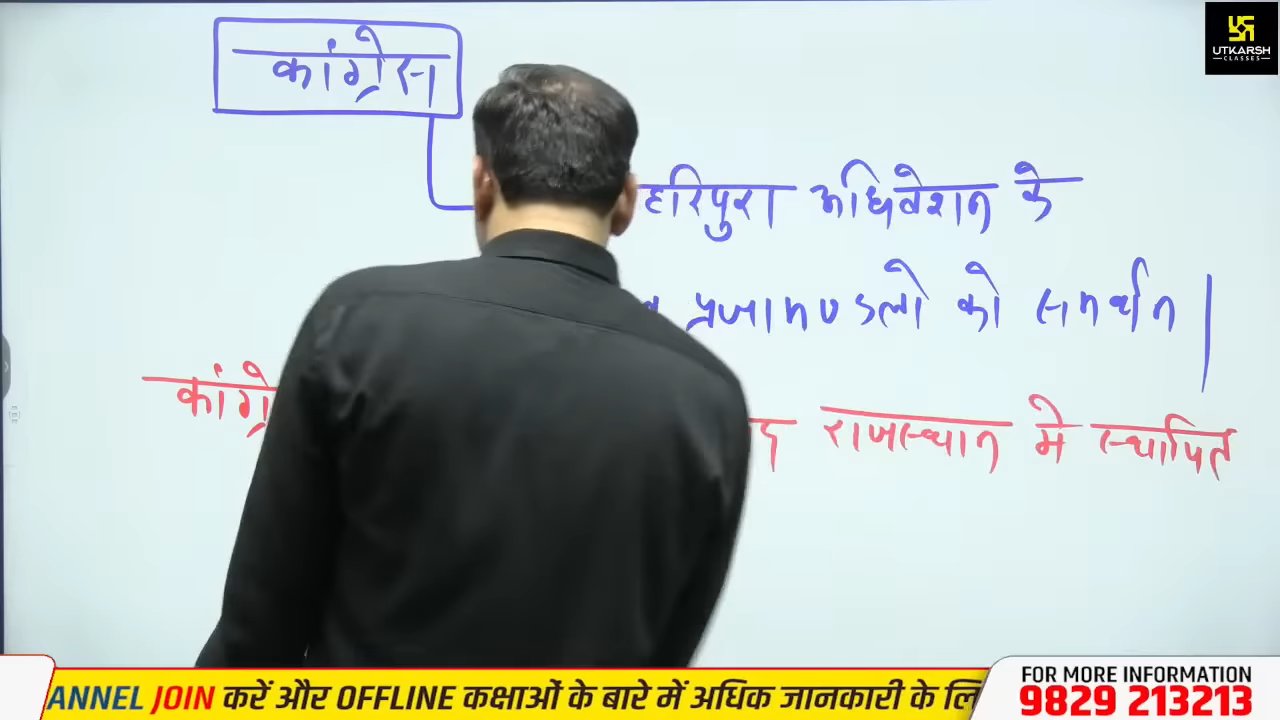 कांग्रेस
UTKARSH
CLASSES
हरिपुरा अधिवेशन के
प्रजामण्डलो को समर्थन
राजस्थान मे स्थापित
ANNEL JOIN करें और OFFLINE कक्षाओं के बारे में अधिक जानकारी के लि
FOR MORE INFORMATION
9829 213213